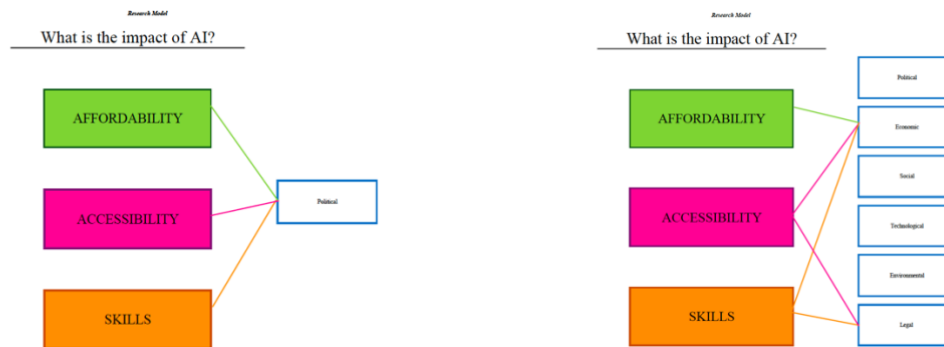 Research Model
What is the impact of AI?
AFFORDABILITY
ACCESSIBILITY
SKILLS
Political
Research Model
What is the impact of AI?
AFFORDABILITY
ACCESSIBILITY
SKILLS
Political
Economic
Social
Technological
Environmental
Legal